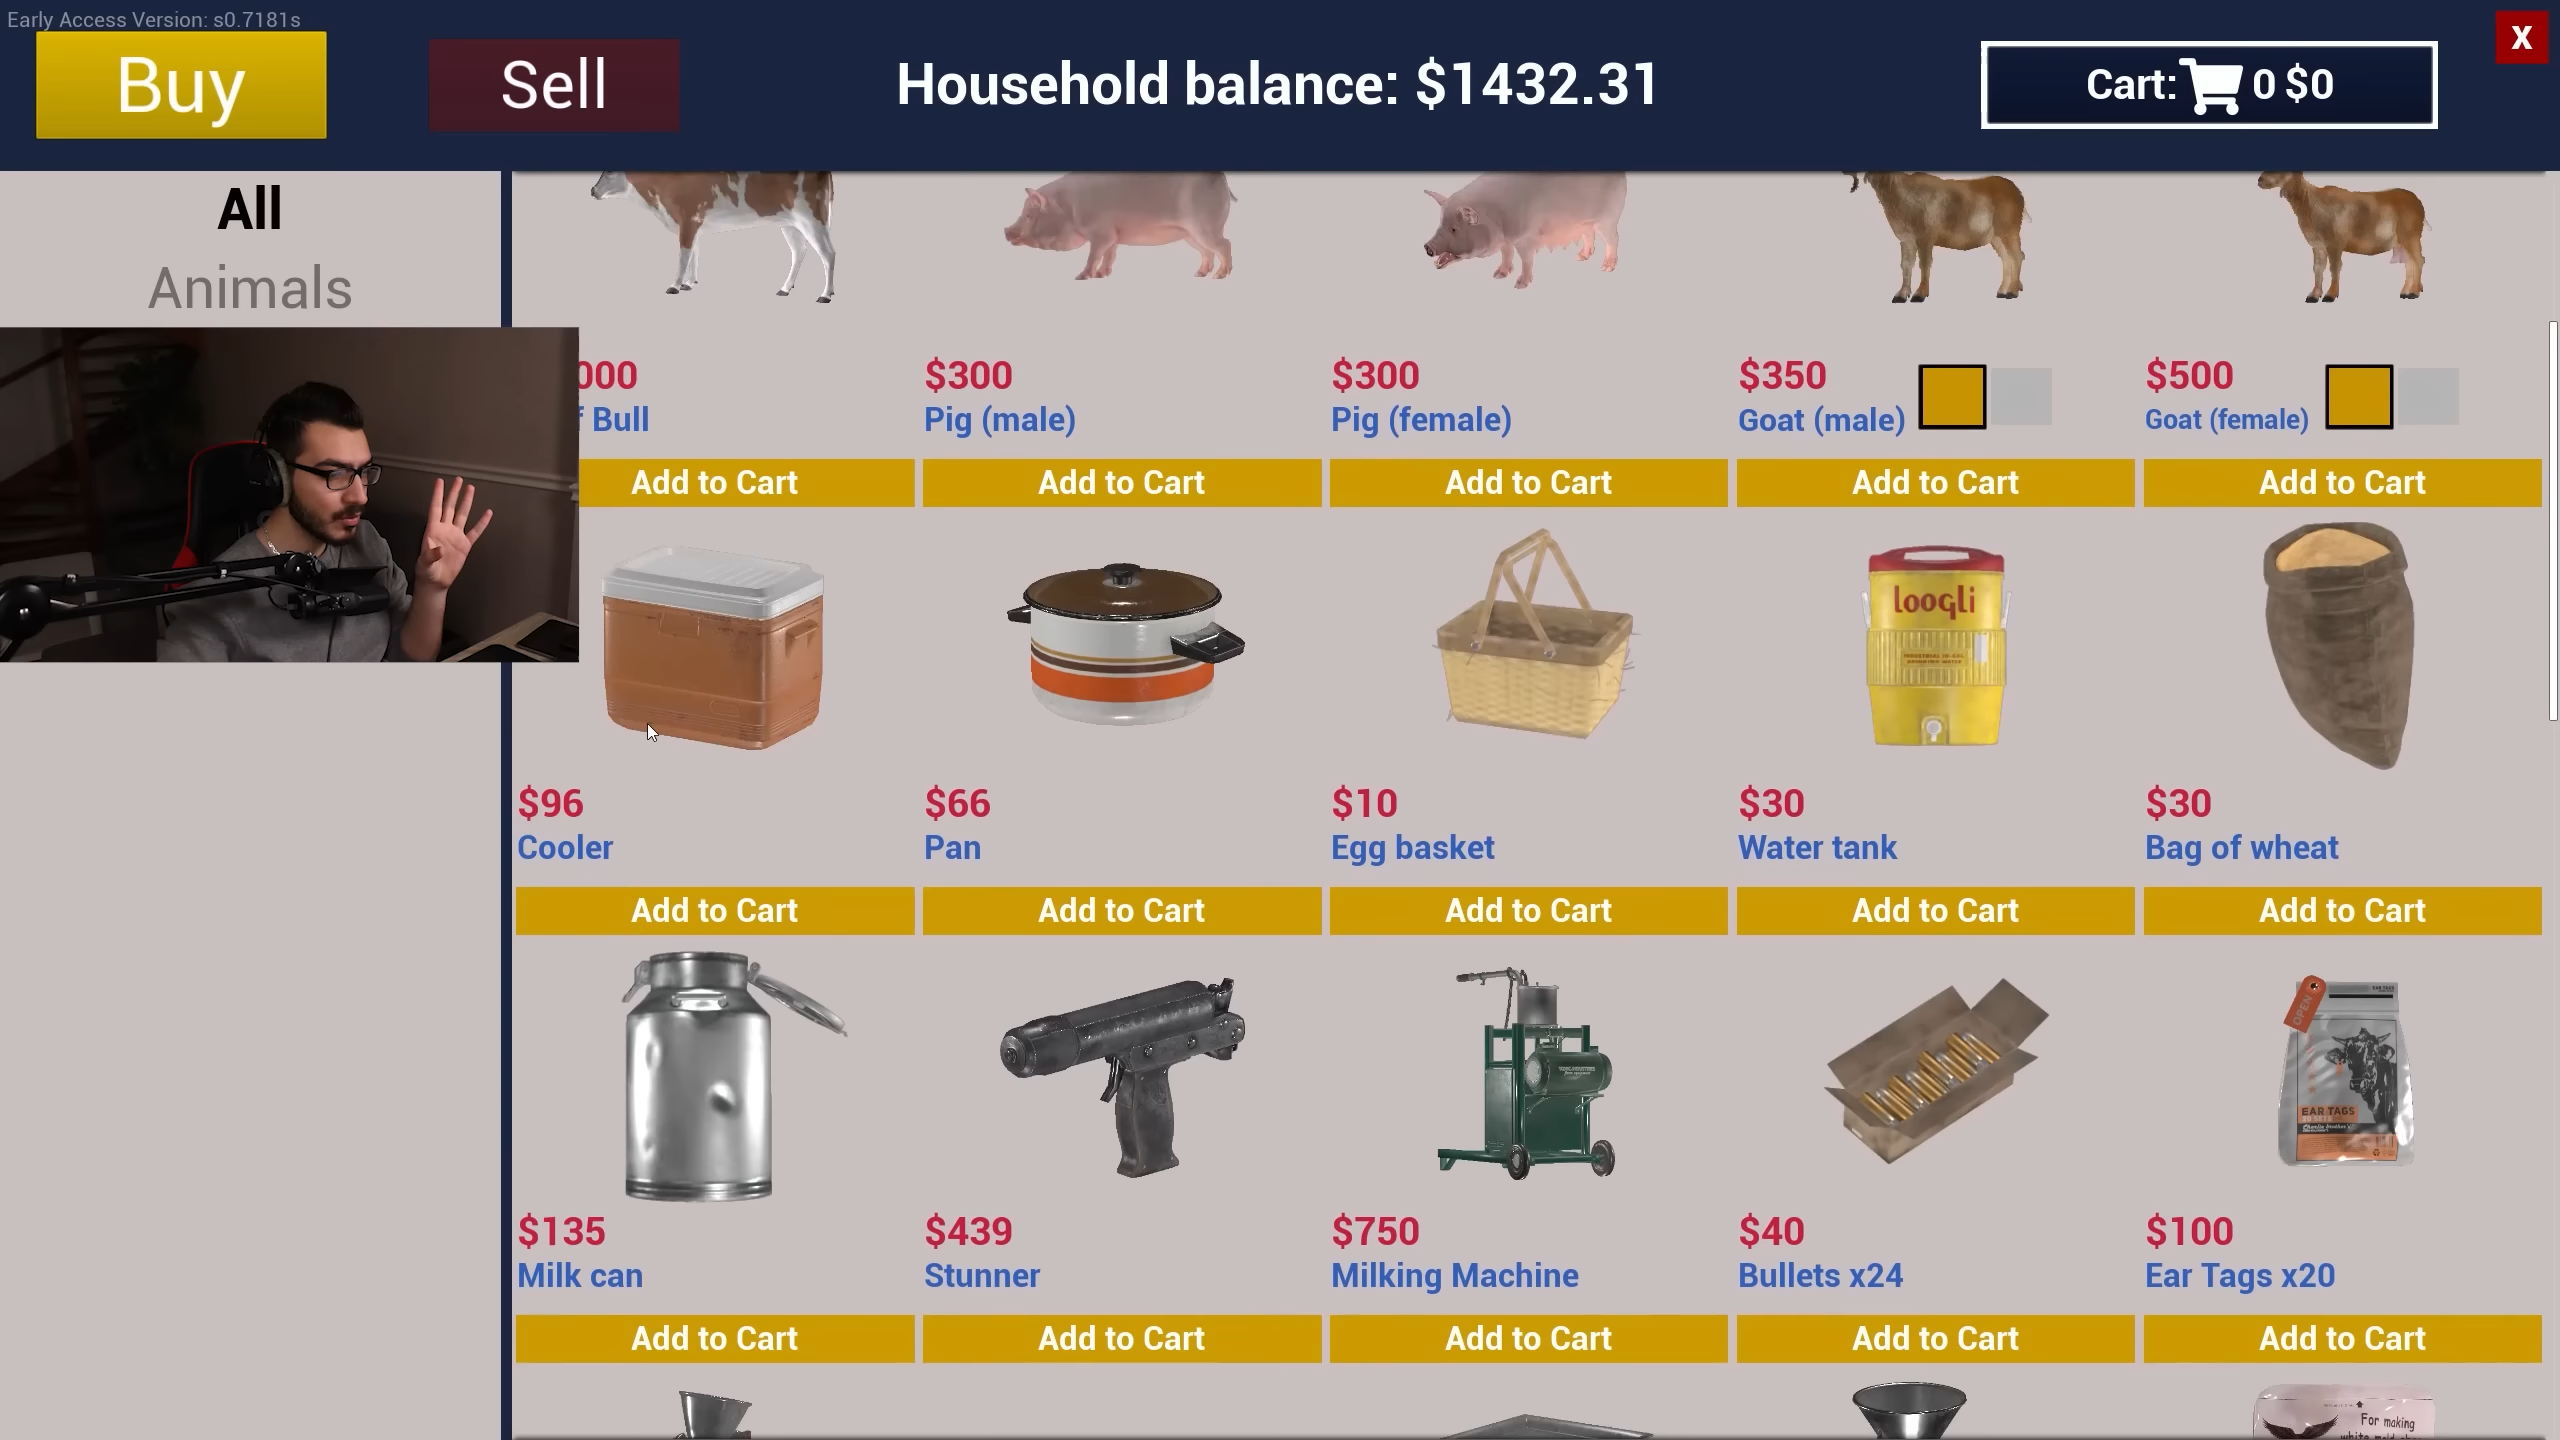 Early Access Version: s0.7181s
Buy
Sell
Household balance: $1432.31
Cart: 0 $0
X
All
Animals
000
$300
$300
$350
$500
f Bull
Pig (male)
Pig (female)
Goat (male)
Goat (female)
Add to Cart
Add to Cart
Add to Cart
Add to Cart
Add to Cart
looqli
$96
$66
$10
$30
$30
Cooler
Pan
Egg basket
Water tank
Bag of wheat
Add to Cart
Add to Cart
Add to Cart
Add to Cart
Add to Cart
OPEN
EAR TAGS
$135
$439
$750
$40
$100
Milk can
Stunner
Milking Machine
Bullets x24
Ear Tags x20
Add to Cart
Add to Cart
Add to Cart
Add to Cart
Add to Cart
For making